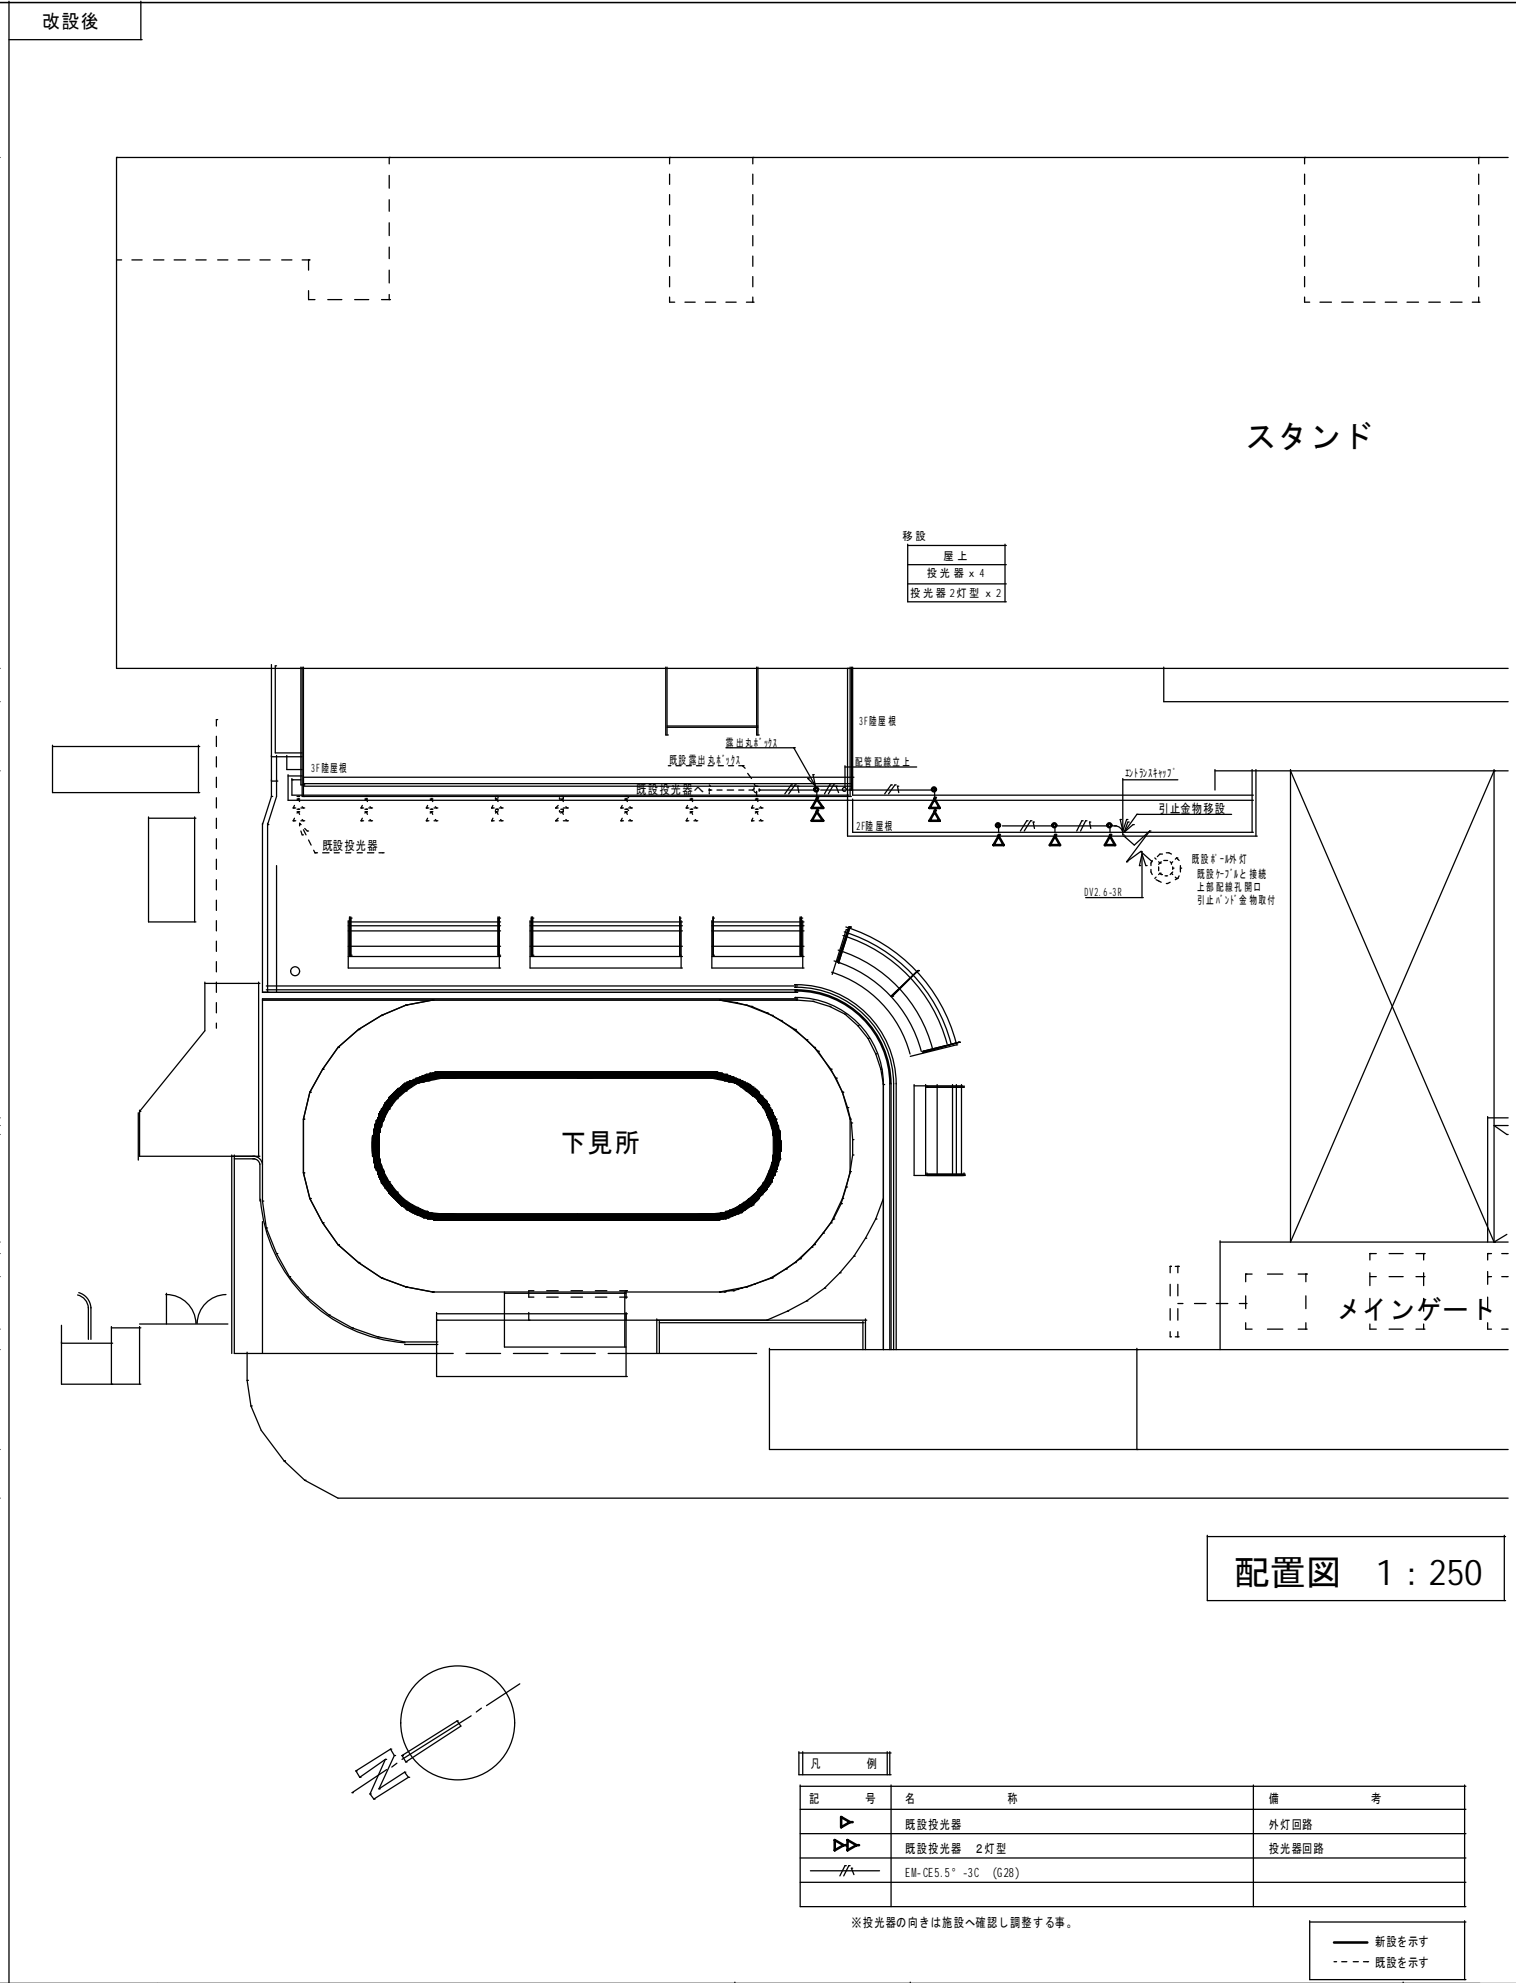 改設後
スタンド
移設
屋上
投光器 x 4
投光器2灯型 x 2
3F陸屋根
露出丸ボックス
既設露出丸ボックス
配管配線立上
3F陸屋根
既設投光器へ
エントランスキャップ
引止金物移設
2F陸屋根
既設投光器
既設ポール外灯
既設ケーブルと接続
上部配線孔開口
引止バンド金物取付
DV2.6-3R
下見所
メインゲート
配置図 1:250
N
凡 例
記 号 名 称 備 考
既設投光器 外灯回路
既設投光器 2灯型 投光器回路
EM-CE5.5°-3C (G28)
※投光器の向きは施設へ確認し調整する事。
新設を示す
既設を示す